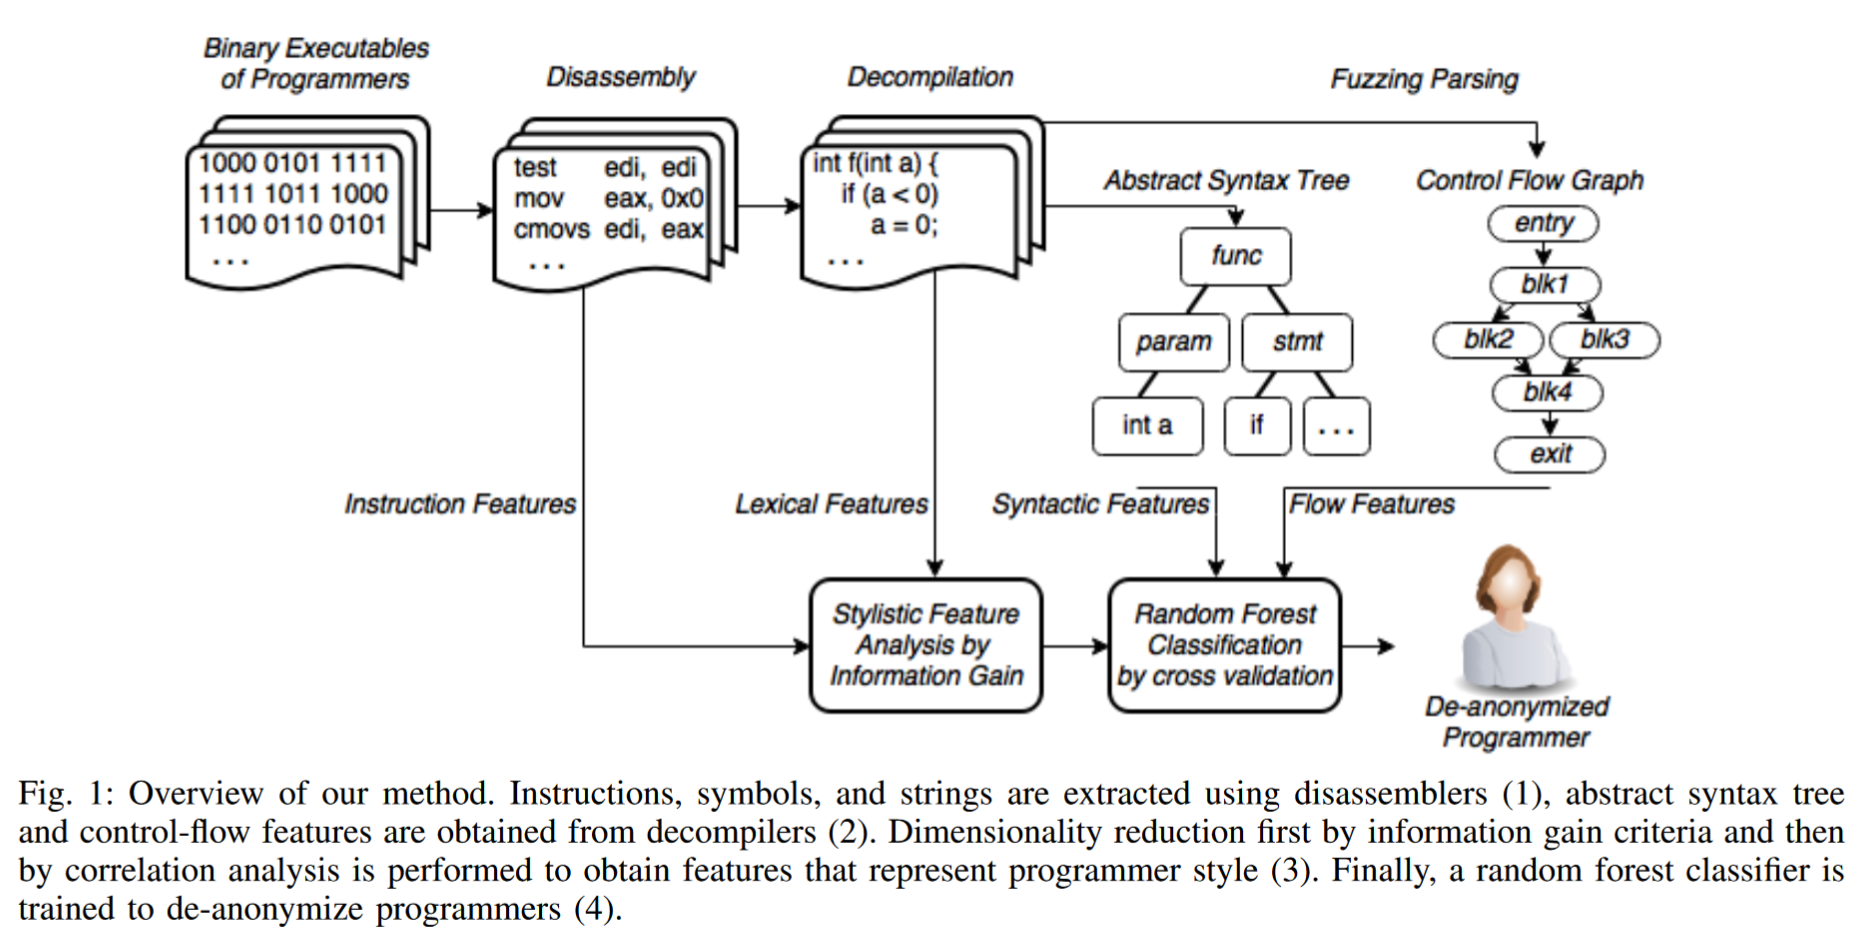 Binary Executables
of Programmers
Disassembly
Decompilation
Fuzzing Parsing
1000 0101 1111
1111 1011 1000
1100 0110 0101
...
test edi, edi
mov eax, 0x0
cmovs edi, eax
...
int f(int a) {
if (a < 0)
a = 0;
...
Abstract Syntax Tree
func
param stmt
int a if ...
Control Flow Graph
entry
blk1
blk2 blk3
blk4
exit
Instruction Features
Lexical Features
Syntactic Features
Flow Features
Stylistic Feature
Analysis by
Information Gain
Random Forest
Classification
by cross validation
De-anonymized
Programmer
Fig. 1: Overview of our method. Instructions, symbols, and strings are extracted using disassemblers (1), abstract syntax tree
and control-flow features are obtained from decompilers (2). Dimensionality reduction first by information gain criteria and then
by correlation analysis is performed to obtain features that represent programmer style (3). Finally, a random forest classifier is
trained to de-anonymize programmers (4).